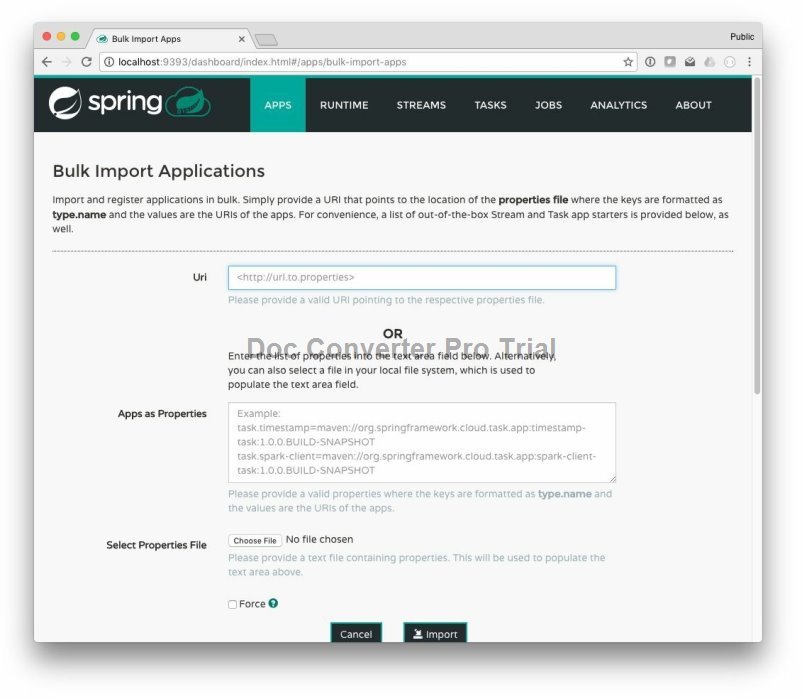 Bulk Import Apps
Public
localhost:9393/dashboard/index.html#/apps/bulk-import-apps
spring
APPS RUNTIME STREAMS TASKS JOBS ANALYTICS ABOUT
Bulk Import Applications
Import and register applications in bulk. Simply provide a URI that points to the location of the properties file where the keys are formatted as
type.name and the values are the URIs of the apps. For convenience, a list of out-of-the-box Stream and Task app starters is provided below, as
well.
Uri
<http://url.to.properties>
Please provide a valid URI pointing to the respective properties file.
OR
Doc Converter Pro Trial
Enter the list of properties into the text area field below. Alternatively,
you can also select a file in your local file system, which is used to
populate the text area field.
Apps as Properties
Example:
task.timestamp=maven://org.springframework.cloud.task.app:timestamp-
task:1.0.0.BUILD-SNAPSHOT
task.spark-client=maven://org.springframework.cloud.task.app:spark-client-
task:1.0.0.BUILD-SNAPSHOT
Please provide a valid properties where the keys are formatted as type.name and
the values are the URIs of the apps.
Select Properties File
Choose File No file chosen
Please provide a text file containing properties. This will be used to populate the
text area above.
Force ?
Cancel Import